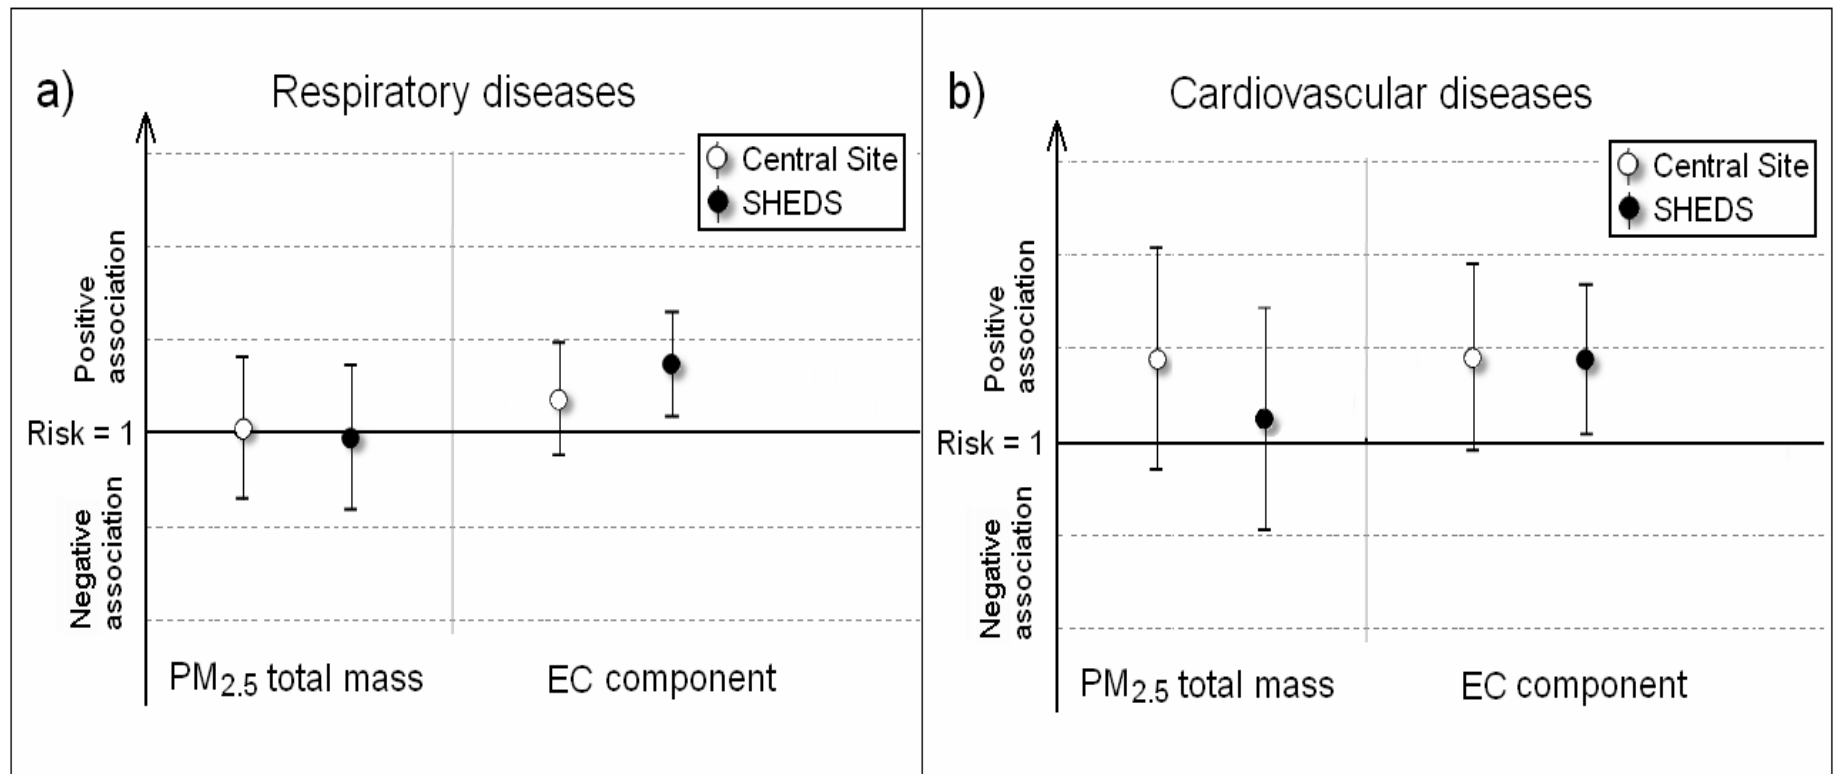 a)
Respiratory diseases
Central Site
SHEDS
Positive
association
Risk = 1
Negative
association
PM2.5 total mass
EC component
b)
Cardiovascular diseases
Central Site
SHEDS
Positive
association
Risk = 1
Negative
association
PM2.5 total mass
EC component